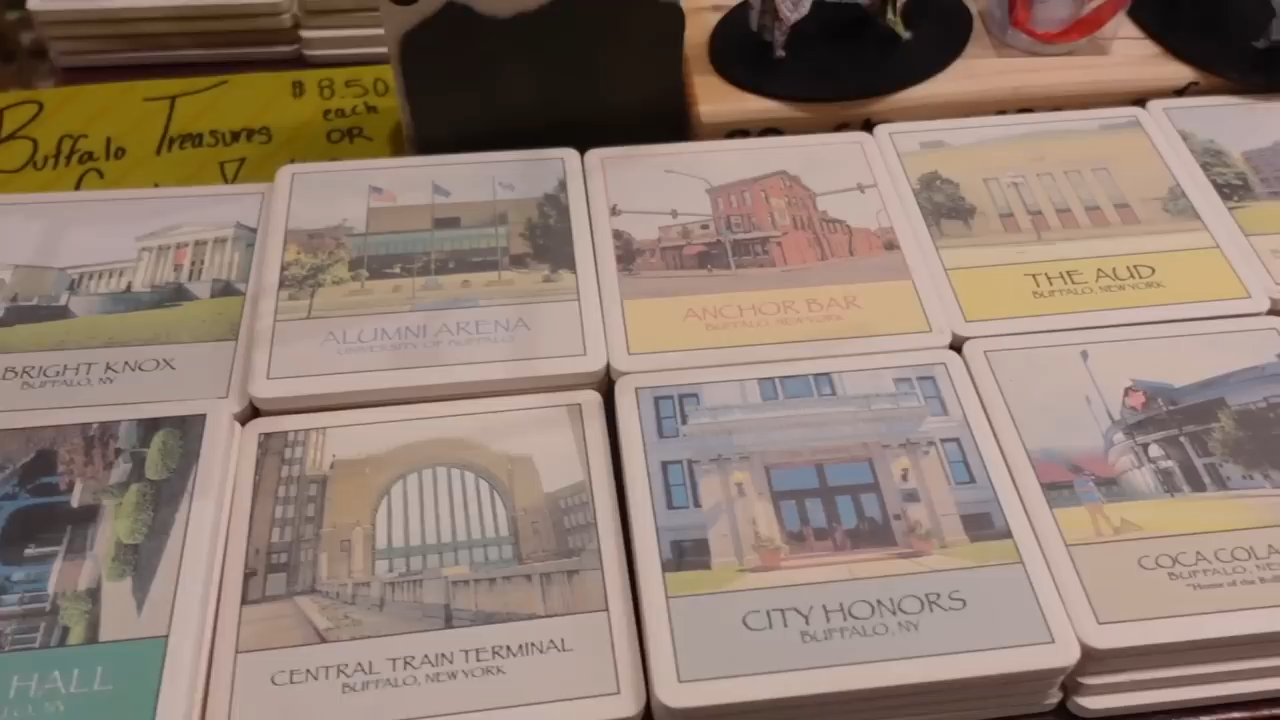 $8.50
each
OR
Buffalo Treasures
ALUMNI ARENA
UNIVERSITY OF BUFFALO
ANCHOR BAR
BUFFALO, NEW YORK
THE AUD
BUFFALO, NEW YORK
BRIGHT KNOX
BUFFALO, NY
CENTRAL TRAIN TERMINAL
BUFFALO, NEW YORK
CITY HONORS
BUFFALO, NY
COCA COLA
BUFFALO, NE
"Home of the
HALL